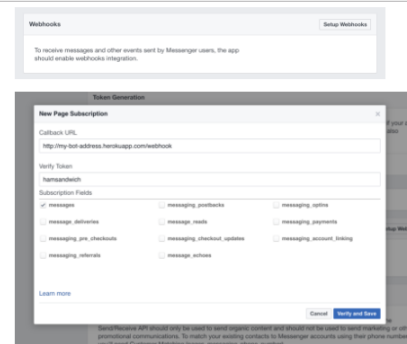 Webhooks
Setup Webhooks
To receive messages and other events sent by Messenger users, the app
should enable webhooks integration.
Token Generation
New Page Subscription
Callback URL
http://my-bot-address.herokuapp.com/webhook
Verify Token
hamsandwich
Subscription Fields
messages messaging_postbacks messaging_optins
message_deliveries message_reads messaging_payments
messaging_pre_checkouts messaging_checkout_updates messaging_account_linking
messaging_referrals message_echoes
Learn more
Cancel Verify and Save
Send/Receive API should only be used to send organic content and should not be used to send marketing or
promotional communications. To match your existing contacts to Messenger accounts using their phone number